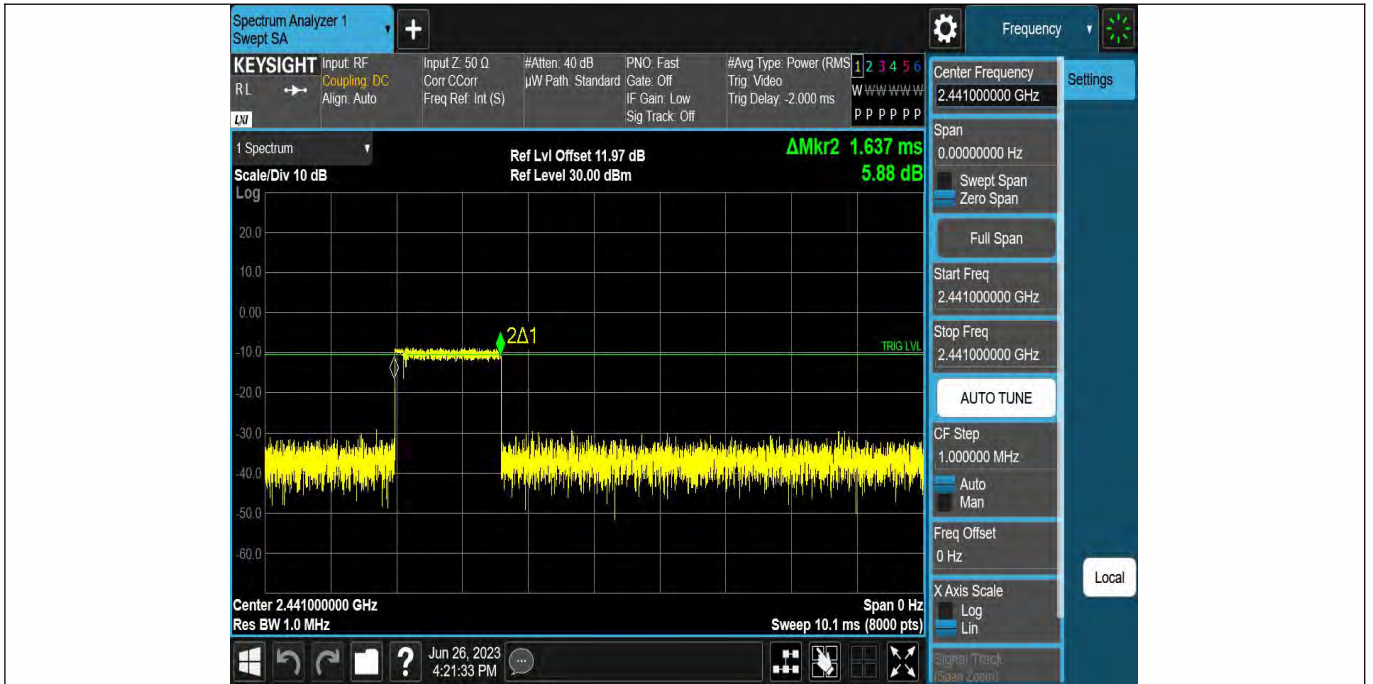 Spectrum Analyzer 1
Swept SA
+
Frequency
KEYSIGHT
R L
LXI
Input: RF
Coupling: DC
Align: Auto
Input Z: 50 Ω
Corr CCorr
Freq Ref: Int (S)
#Atten: 40 dB
µW Path: Standard
PNO: Fast
Gate: Off
IF Gain: Low
Sig Track: Off
#Avg Type: Power (RMS
Trig: Video
Trig Delay: -2.000 ms
1 2 3 4 5 6
W W W W W W
P P P P P P
1 Spectrum
Scale/Div 10 dB
Ref Lvl Offset 11.97 dB
Ref Level 30.00 dBm
ΔMkr2 1.637 ms
5.88 dB
Log
20.0
10.0
0.00
-10.0
-20.0
-30.0
-40.0
-50.0
-60.0
2Δ1
TRIG LVL
Center 2.441000000 GHz
Res BW 1.0 MHz
Span 0 Hz
Sweep 10.1 ms (8000 pts)
Center Frequency
2.441000000 GHz
Settings
Span
0.00000000 Hz
Swept Span
Zero Span
Full Span
Start Freq
2.441000000 GHz
Stop Freq
2.441000000 GHz
AUTO TUNE
CF Step
1.000000 MHz
Auto
Man
Freq Offset
0 Hz
X Axis Scale
Log
Lin
Signal Track
(Span Zoom)
Local
?
Jun 26, 2023
4:21:33 PM